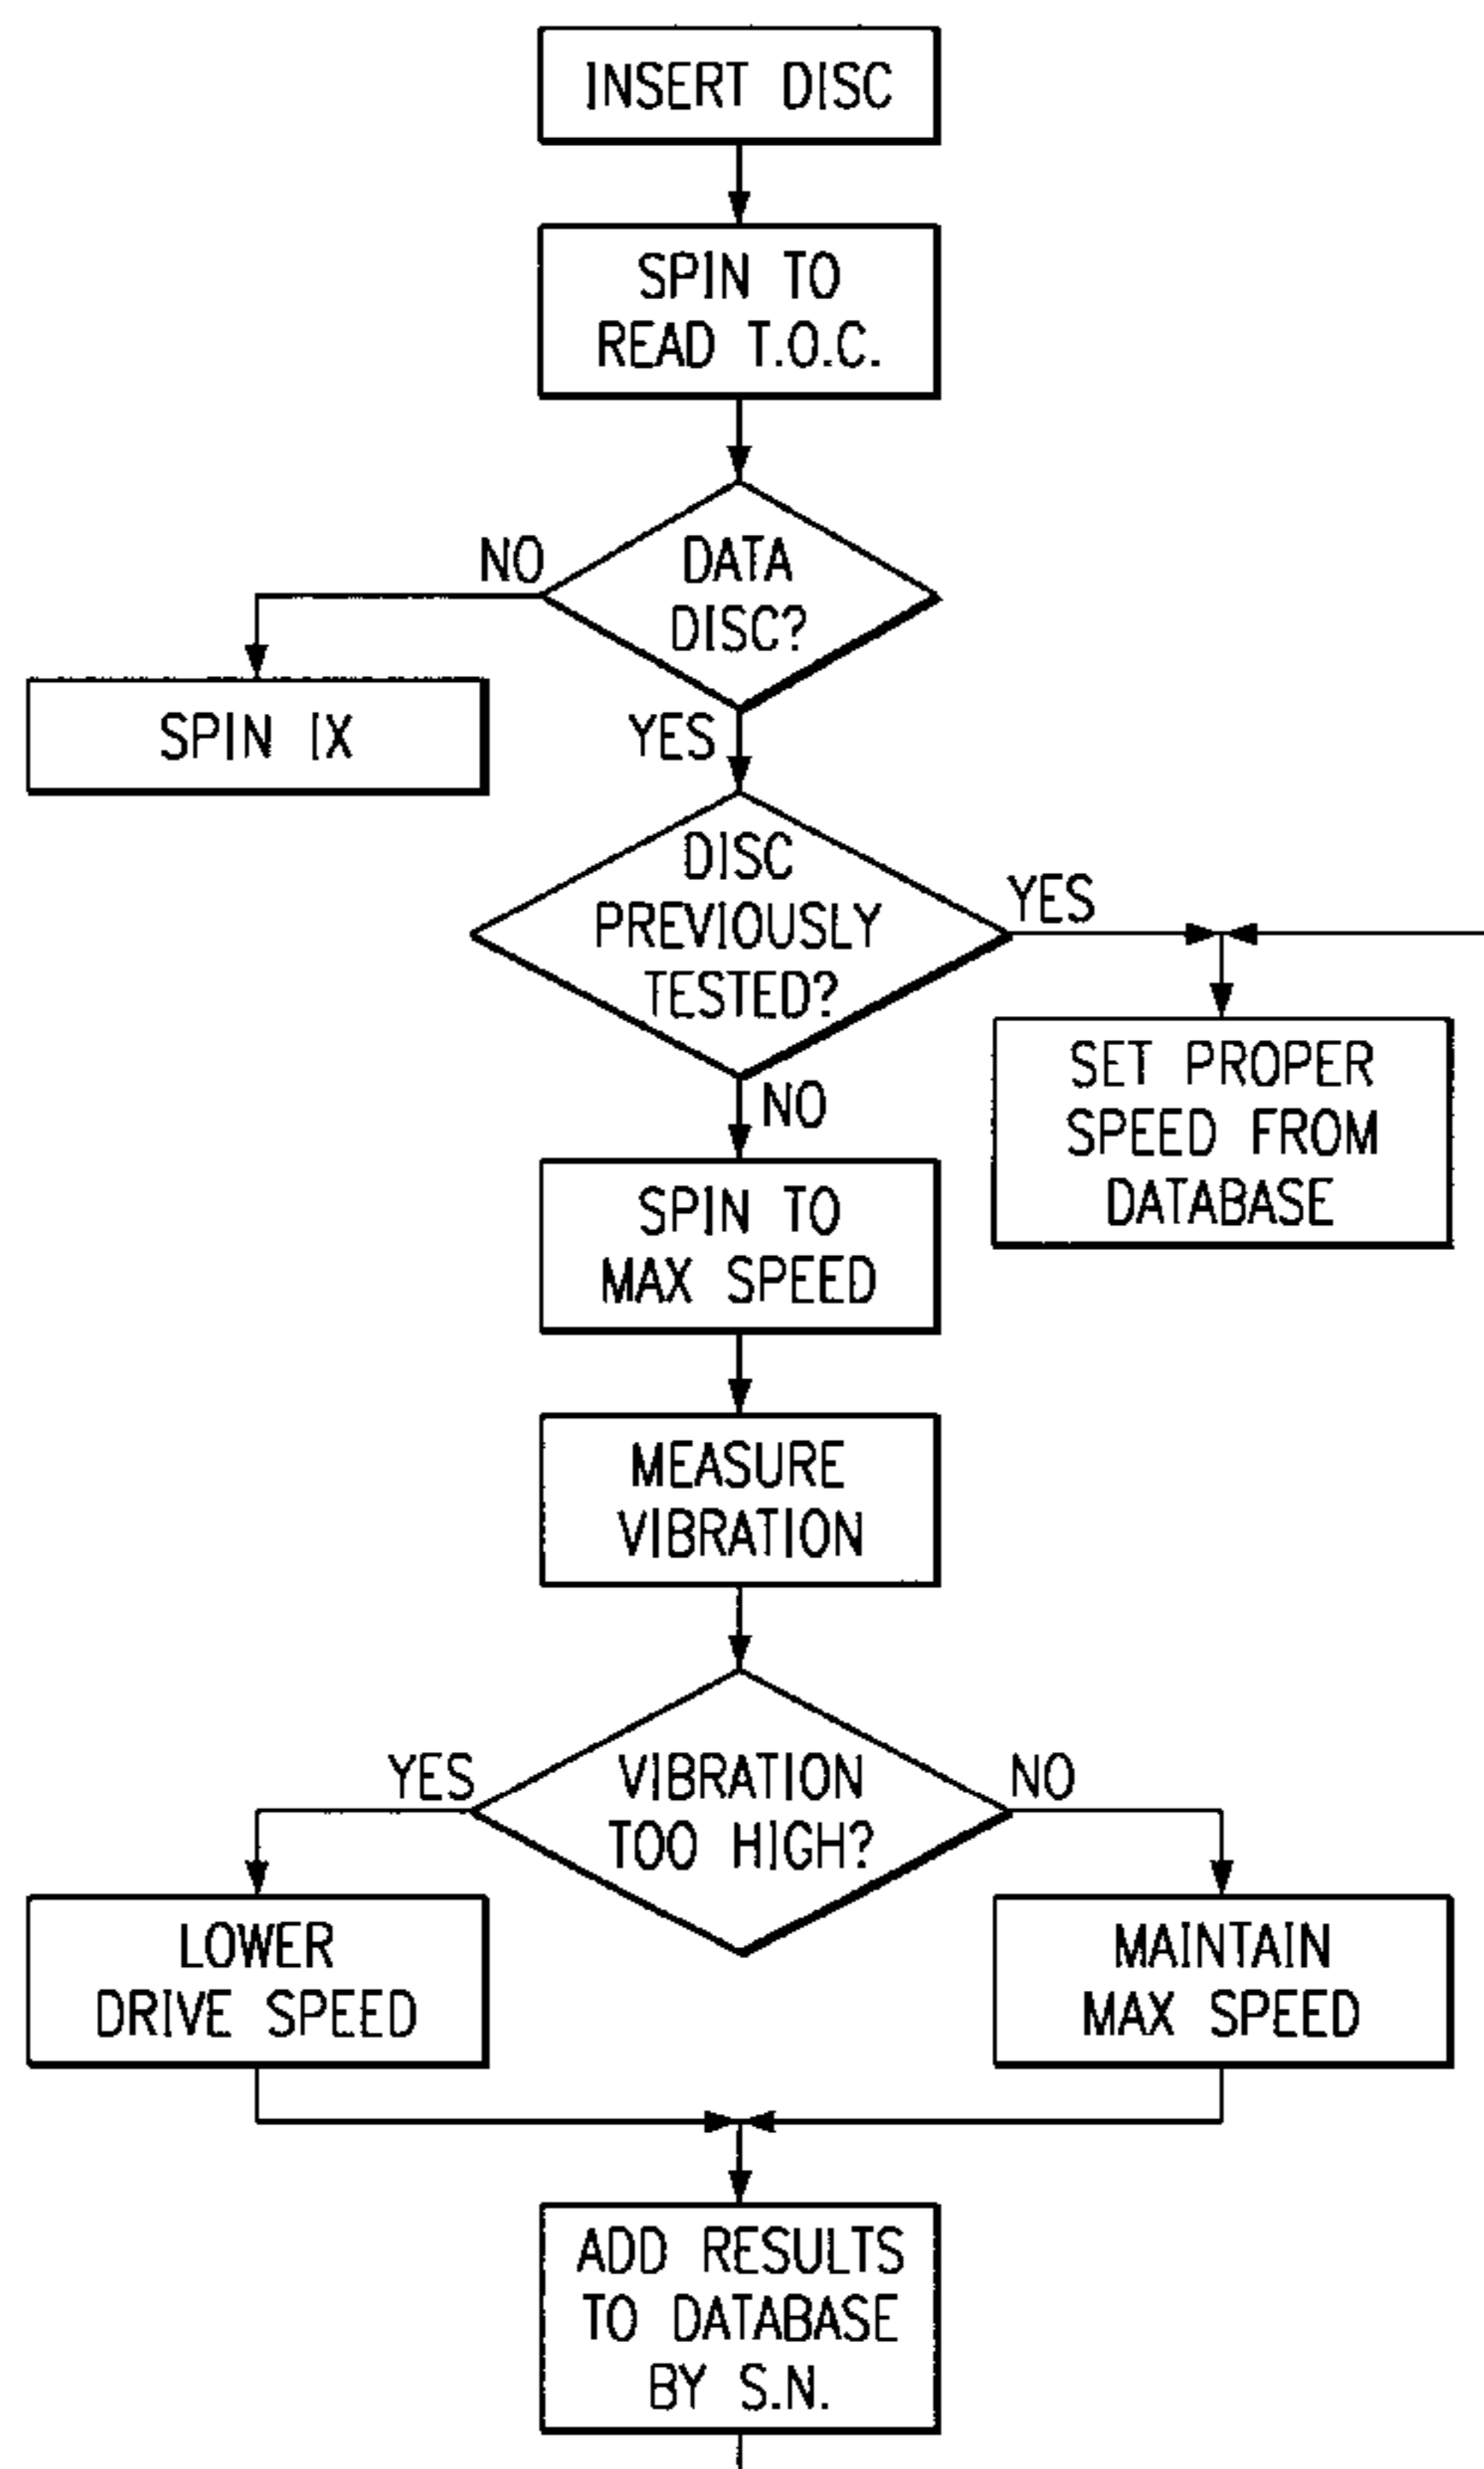 INSERT DISC
SPIN TO
READ T.O.C.
DATA
DISC?
NO
YES
SPIN IX
DISC
PREVIOUSLY
TESTED?
YES
NO
SET PROPER
SPEED FROM
DATABASE
SPIN TO
MAX SPEED
MEASURE
VIBRATION
VIBRATION
TOO HIGH?
YES
NO
LOWER
DRIVE SPEED
MAINTAIN
MAX SPEED
ADD RESULTS
TO DATABASE
BY S.N.